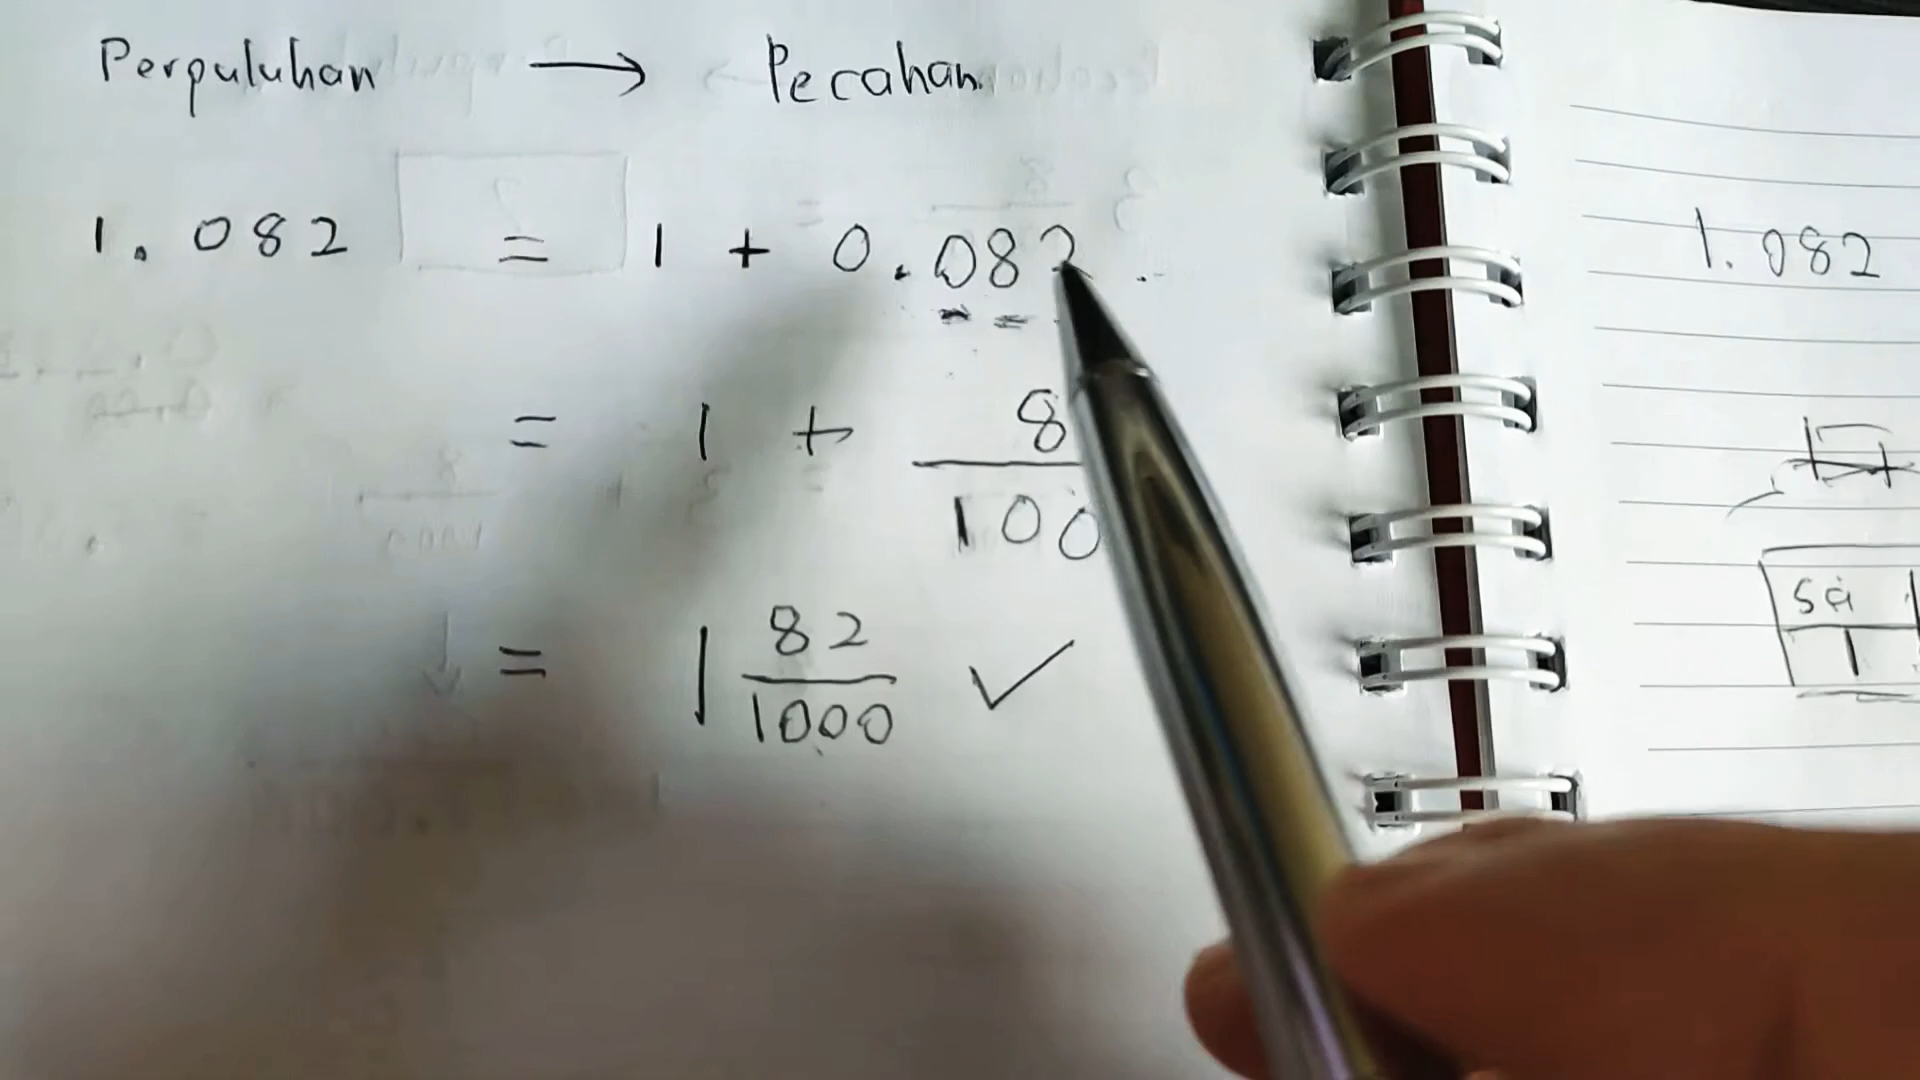 Perpuluhan → Pecahan
1.082 = 1 + 0.082
= 1 + 8/100
= 1 82/1000 ✓
1.082
sa
1